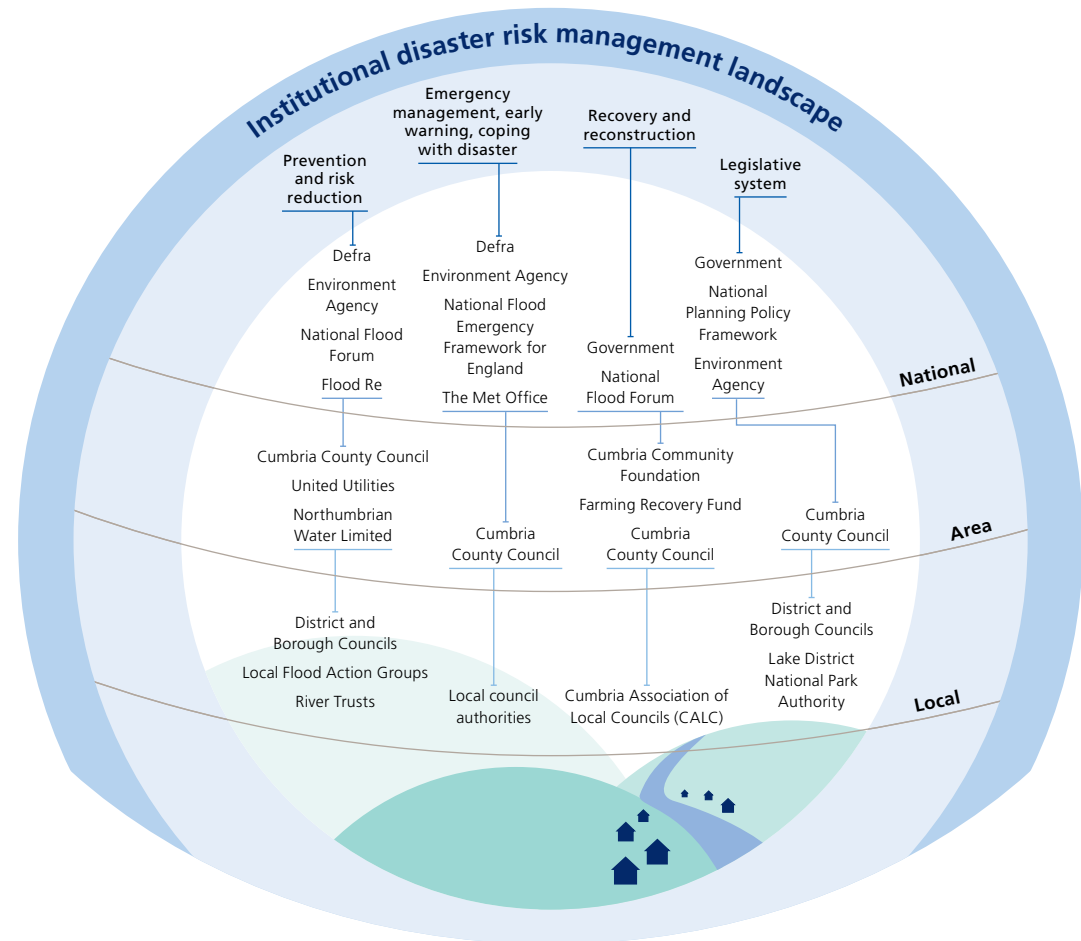 Institutional disaster risk management landscape
Prevention
and risk
reduction
Defra
Environment
Agency
National Flood
Forum
Flood Re
Cumbria County Council
United Utilities
Northumbrian
Water Limited
District and
Borough Councils
Local Flood Action Groups
River Trusts
Emergency
management, early
warning, coping
with disaster
Defra
Environment Agency
National Flood
Emergency
Framework for
England
The Met Office
Cumbria
County Council
Local council
authorities
Recovery and
reconstruction
Government
National
Flood Forum
Cumbria Community
Foundation
Farming Recovery Fund
Cumbria
County Council
Cumbria Association of
Local Councils (CALC)
Legislative
system
Government
National
Planning Policy
Framework
Environment
Agency
Cumbria
County Council
District and
Borough Councils
Lake District
National Park
Authority
National
Area
Local